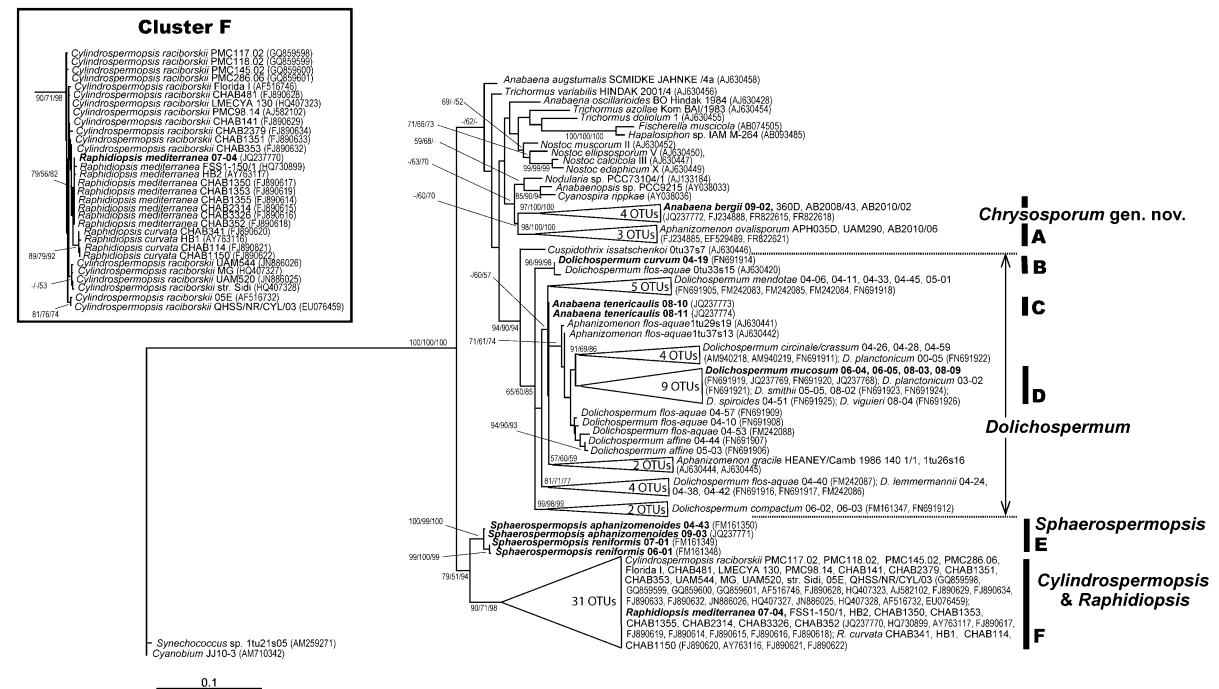 Cluster F
Cylindrospermopsis raciborskii PMC117.02 (GQ859598)
Cylindrospermopsis raciborskii PMC118.02 (GQ859599)
Cylindrospermopsis raciborskii PMC145.02 (GQ859600)
Cylindrospermopsis raciborskii PMC286.06 (GQ859601)
Cylindrospermopsis raciborskii Florida I (AF516746)
Cylindrospermopsis raciborskii CHAB481 (FJ890628)
90/71/98
Cylindrospermopsis raciborskii LMECYA 130 (HQ407323)
Cylindrospermopsis raciborskii PMC98.14 (AJ582102)
Cylindrospermopsis raciborskii CHAB141 (FJ890629)
Cylindrospermopsis raciborskii CHAB2379 (FJ890634)
Cylindrospermopsis raciborskii CHAB1351 (FJ890633)
Cylindrospermopsis raciborskii CHAB353 (FJ890632)
Raphidiopsis mediterranea 07-04 (JQ237770)
Raphidiopsis mediterranea FSS1-150/1 (HQ730899)
79/56/82
Raphidiopsis mediterranea HB2 (AY763117)
Raphidiopsis mediterranea CHAB1350 (FJ890617)
Raphidiopsis mediterranea CHAB1353 (FJ890619)
Raphidiopsis mediterranea CHAB1355 (FJ890614)
Raphidiopsis mediterranea CHAB2314 (FJ890615)
Raphidiopsis mediterranea CHAB3326 (FJ890616)
Raphidiopsis mediterranea CHAB352 (FJ890618)
Raphidiopsis curvata CHAB341 (FJ890620)
Raphidiopsis curvata HB1 (AY763116)
Raphidiopsis curvata CHAB114 (FJ890621)
89/79/92
Raphidiopsis curvata CHAB1150 (FJ890622)
Cylindrospermopsis raciborskii UAM544 (JN886026)
Cylindrospermopsis raciborskii MG (HQ407327)
Cylindrospermopsis raciborskii UAM520 (JN886025)
-/-/53
Cylindrospermopsis raciborskii str. Sidi (HQ407328)
Cylindrospermopsis raciborskii 05E (AF516732)
Cylindrospermopsis raciborskii QHSS/NR/CYL/03 (EU076459)
81/76/74
Anabaena augstumalis SCMIDKE JAHNKE /4a (AJ630458)
Trichormus variabilis HINDAK 2001/4 (AJ630456)
69/-/52
Anabaena oscillarioides BO Hindak 1984 (AJ630428)
Trichormus azollae Kom BAI/1983 (AJ630454)
-/62/-
Trichormus doliolum 1 (AJ630455)
71/66/73
Fischerella muscicola (AB074505)
100/100/100
Hapalosiphon sp. IAM M-264 (AB093485)
59/68/-
Nostoc muscorum II (AJ630452)
Nostoc ellipsosporum V (AJ630450),
-/63/70
Nostoc calcicola III (AJ630447)
99/99/99
Nostoc edaphicum X (AJ630449)
Nodularia sp. PCC73104/1 (AJ133184)
Anabaenopsis sp. PCC9215 (AY038033)
-/60/70
85/90/94
Cyanospira rippkae (AY038036)
97/100/100
4 OTUs
Anabaena bergii 09-02, 360D, AB2008/43, AB2010/02
(JQ237772, FJ234888, FR822615, FR822618)
98/100/100
3 OTUs
Aphanizomenon ovalisporum APH035D, UAM290, AB2010/06
(FJ234885, EF529489, FR822621)
Chrysosporum gen. nov.
A
Cuspidothrix issatschenkoi 0tu37s7 (AJ630446)
96/99/98
Dolichospermum curvum 04-19 (FN691914)
Dolichospermum flos-aquae 0tu33s15 (AJ630420)
B
-/60/57
5 OTUs
Dolichospermum mendotae 04-06, 04-11, 04-33, 04-45, 05-01
(FN691905, FM242083, FM242085, FM242084, FN691918)
Anabaena tenericaulis 08-10 (JQ237773)
Anabaena tenericaulis 08-11 (JQ237774)
C
94/90/94
Aphanizomenon flos-aquae1tu29s19 (AJ630441)
Aphanizomenon flos-aquae1tu37s13 (AJ630442)
100/100/100
71/61/74
91/69/86
4 OTUs
Dolichospermum circinale/crassum 04-26, 04-28, 04-59
(AM940218, AM940219, FN691911); D. planctonicum 00-05 (FN691922)
65/60/85
9 OTUs
Dolichospermum mucosum 06-04, 06-05, 08-03, 08-09
(FN691919, JQ237769, FN691920, JQ237768); D. planctonicum 03-02
(FN691921); D. smithii 05-05, 08-02 (FN691923, FN691924);
D. spiroides 04-51 (FN691925); D. viguieri 08-04 (FN691926)
D
Dolichospermum flos-aquae 04-57 (FN691909)
Dolichospermum flos-aquae 04-10 (FN691908)
Dolichospermum flos-aquae 04-53 (FM242088)
Dolichospermum
94/90/93
Dolichospermum affine 04-44 (FN691907)
Dolichospermum affine 05-03 (FN691906)
57/60/59
2 OTUs
Aphanizomenon gracile HEANEY/Camb 1986 140 1/1, 1tu26s16
(AJ630444, AJ630445)
81/71/77
4 OTUs
Dolichospermum flos-aquae 04-40 (FM242087); D. lemmermannii 04-24,
04-38, 04-42 (FN691916, FN691917, FM242086)
99/98/99
2 OTUs
Dolichospermum compactum 06-02, 06-03 (FM161347, FN691912)
100/99/100
Sphaerospermopsis aphanizomenoides 04-43 (FM161350)
Sphaerospermopsis aphanizomenoides 09-03 (JQ237771)
Sphaerospermopsis reniformis 07-01 (FM161349)
Sphaerospermopsis reniformis 06-01 (FM161348)
99/100/99
Sphaerospermopsis
E
79/51/94
90/71/98
31 OTUs
Cylindrospermopsis raciborskii PMC117.02, PMC118.02, PMC145.02, PMC286.06,
Florida I, CHAB481, LMECYA 130, PMC98.14, CHAB141, CHAB2379, CHAB1351,
CHAB353, UAM544, MG, UAM520, str. Sidi, 05E, QHSS/NR/CYL/03 (GQ859598,
GQ859599, GQ859600, GQ859601, AF516746, FJ890628, HQ407323, AJ582102, FJ890629, FJ890634,
FJ890633, FJ890632, JN886026, HQ407327, JN886025, HQ407328, AF516732, EU076459);
Raphidiopsis mediterranea 07-04, FSS1-150/1, HB2, CHAB1350, CHAB1353,
CHAB1355, CHAB2314, CHAB3326, CHAB352 (JQ237770, HQ730899, AY763117, FJ890617,
FJ890619, FJ890614, FJ890615, FJ890616, FJ890618); R. curvata CHAB341, HB1, CHAB114,
CHAB1150 (FJ890620, AY763116, FJ890621, FJ890622)
Cylindrospermopsis
& Raphidiopsis
F
Synechococcus sp. 1tu21s05 (AM259271)
Cyanobium JJ10-3 (AM710342)
0.1